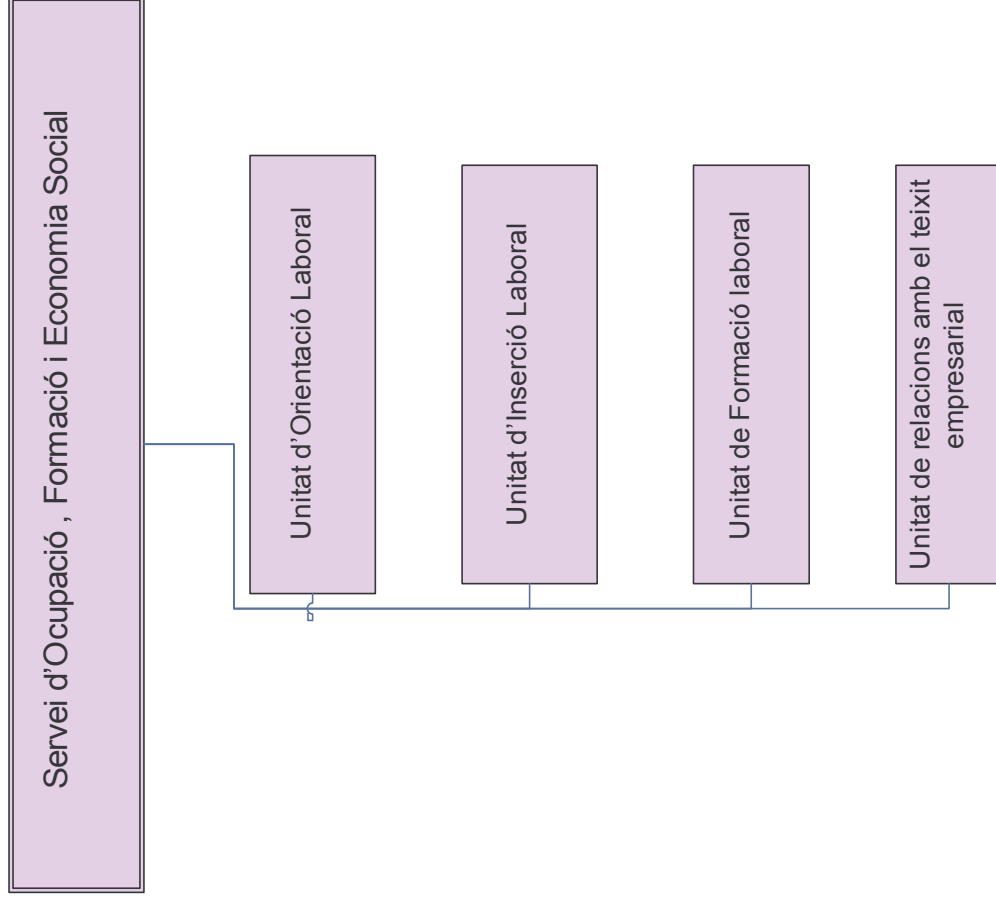 Servei d’Ocupació , Formació i Economia Social
Unitat d’Orientació Laboral
Unitat d’Inserció Laboral
Unitat de Formació laboral
Unitat de relacions amb el teixit
empresarial